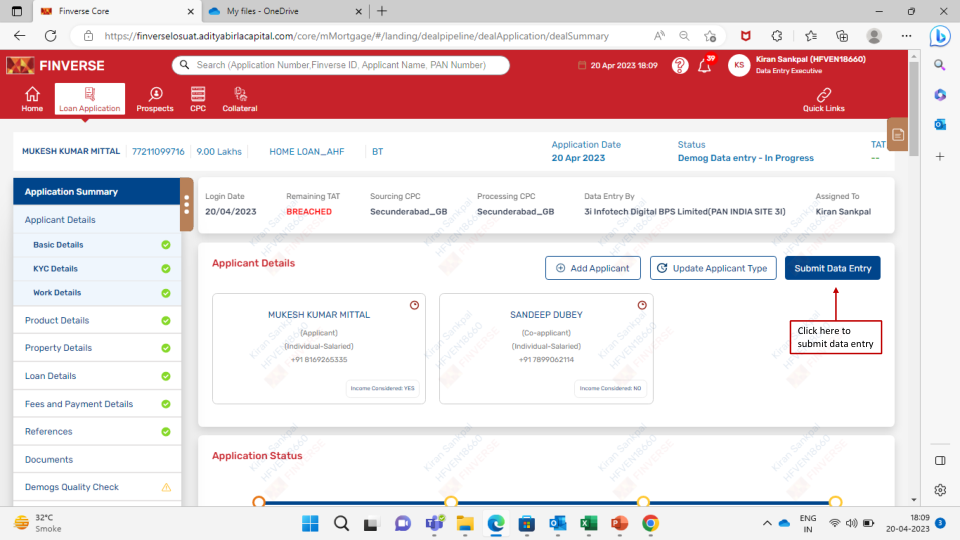 Finverse Core
My files - OneDrive
https://finverselosuat.adityabirlacapital.com/core/mMortgage/#/landing/dealpipeline/dealApplication/dealSummary
FINVERSE
Search (Application Number,Finverse ID, Applicant Name, PAN Number)
20 Apr 2023 18:09
39
KS
Kiran Sankpal (HFVEN18660)
Data Entry Executive
Home
Loan Application
Prospects
CPC
Collateral
Quick Links
MUKESH KUMAR MITTAL
77211099716
9.00 Lakhs
HOME LOAN_AHF
BT
Application Date
20 Apr 2023
Status
Demog Data entry - In Progress
TAT
--
Application Summary
Applicant Details
Basic Details
KYC Details
Work Details
Product Details
Property Details
Loan Details
Fees and Payment Details
References
Documents
Demogs Quality Check
Login Date
20/04/2023
Remaining TAT
BREACHED
Sourcing CPC
Secunderabad_GB
Processing CPC
Secunderabad_GB
Data Entry By
3i Infotech Digital BPS Limited(PAN INDIA SITE 3I)
Assigned To
Kiran Sankpal
Applicant Details
Add Applicant
Update Applicant Type
Submit Data Entry
MUKESH KUMAR MITTAL
(Applicant)
(Individual-Salaried)
+91 8169265335
Income Considered: YES
SANDEEP DUBEY
(Co-applicant)
(Individual-Salaried)
+91 7899062114
Income Considered: NO
Click here to
submit data entry
Application Status
Kiran Sankpal
HFVEN18660
FINVERSE
32°C
Smoke
ENG
IN
18:09
20-04-2023
3